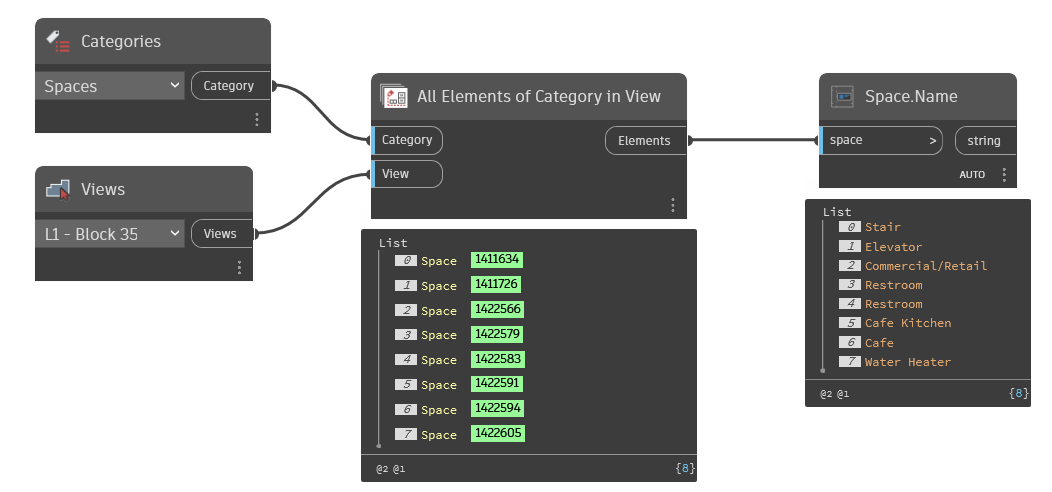 Categories
Spaces
Category
Views
L1 - Block 35
Views
All Elements of Category in View
Category
Elements
View
List
0 Space 1411634
1 Space 1411726
2 Space 1422566
3 Space 1422579
4 Space 1422583
5 Space 1422591
6 Space 1422594
7 Space 1422605
@2 @1 {8}
Space.Name
space > string
AUTO
List
0 Stair
1 Elevator
2 Commercial/Retail
3 Restroom
4 Restroom
5 Cafe Kitchen
6 Cafe
7 Water Heater
@2 @1 {8}